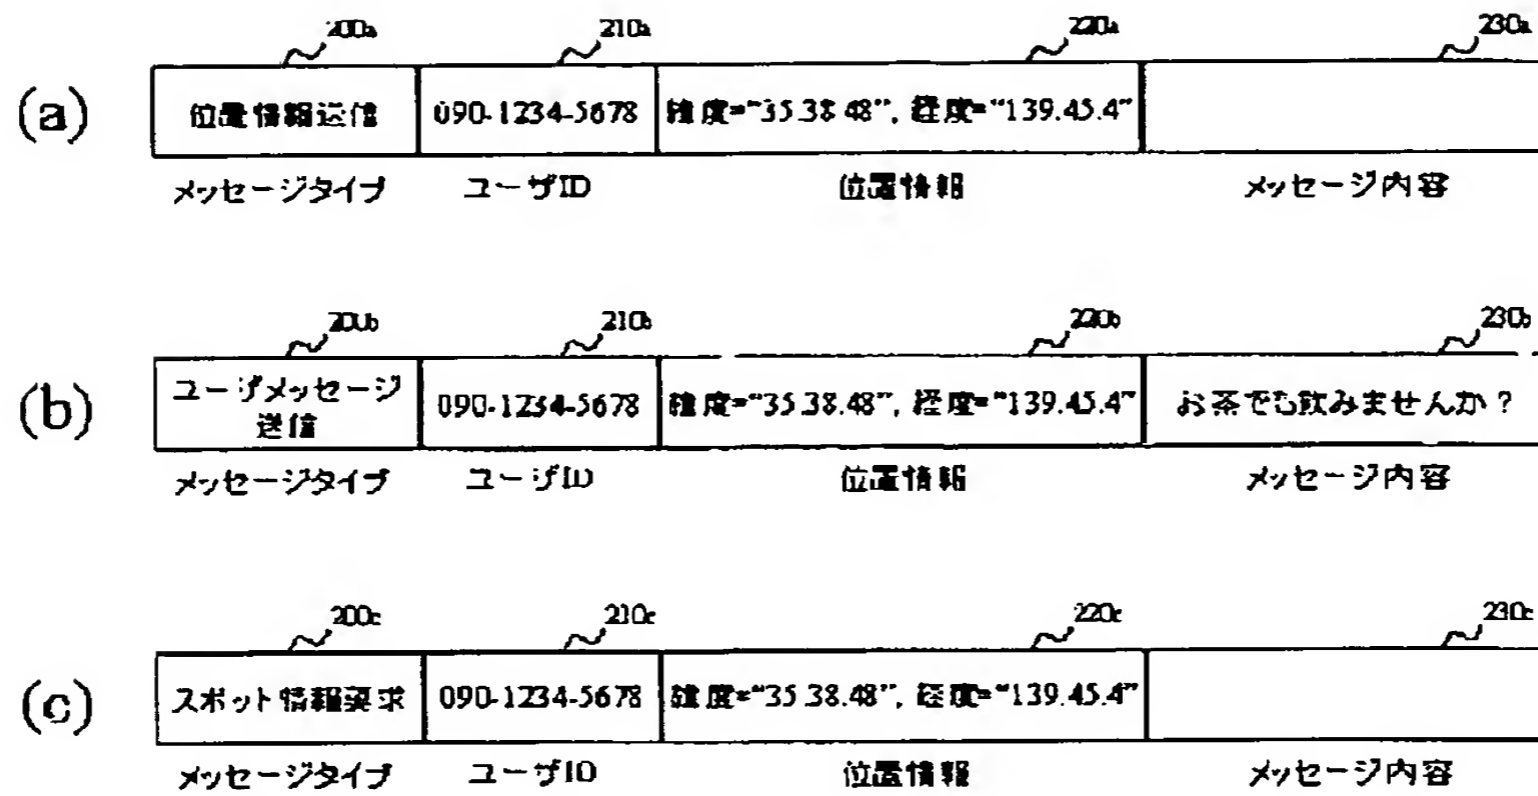 200a 210a 220a 230a
(a) 位置情報送信 090-1234-5678 緯度="35.38.48", 経度="139.45.4"
メッセージタイプ ユーザID 位置情報 メッセージ内容
200b 210b 220b 230b
(b) ユーザメッセージ
送信 090-1234-5678 緯度="35.38.48", 経度="139.45.4" お茶でも飲みませんか？
メッセージタイプ ユーザID 位置情報 メッセージ内容
200c 210c 220c 230c
(c) スポット情報要求 090-1234-5678 緯度="35.38.48", 経度="139.45.4"
メッセージタイプ ユーザID 位置情報 メッセージ内容